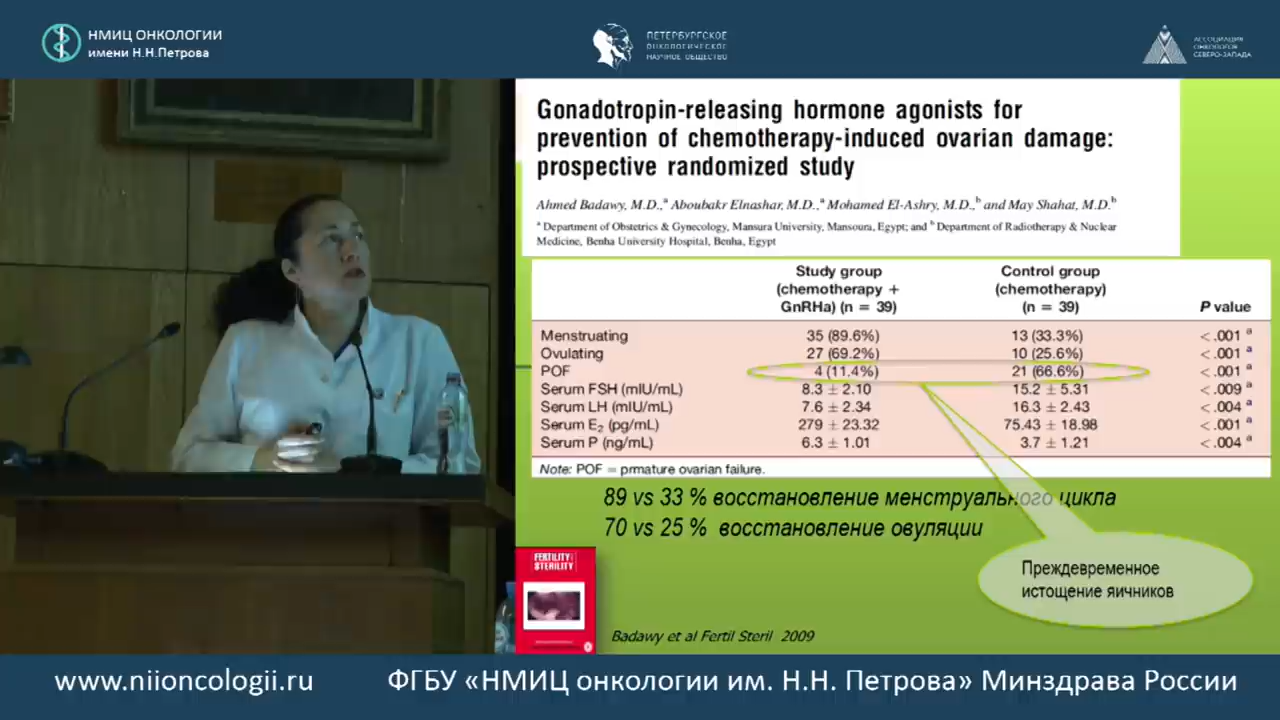 НМИЦ ОНКОЛОГИИ
имени Н.Н.Петрова
ПЕТЕРБУРГСКОЕ
ОНКОЛОГИЧЕСКОЕ
НАУЧНОЕ ОБЩЕСТВО
АССОЦИАЦИЯ
ОНКОЛОГОВ
СЕВЕРО-ЗАПАДА
Gonadotropin-releasing hormone agonists for
prevention of chemotherapy-induced ovarian damage:
prospective randomized study
Ahmed Badawy, M.D.,a Aboubakr Elnashar, M.D.,a Mohamed El-Ashry, M.D.,b and May Shahat, M.D.b
a Department of Obstetrics & Gynecology, Mansura University, Mansoura, Egypt; and b Department of Radiotherapy & Nuclear
Medicine, Benha University Hospital, Benha, Egypt
Study group (chemotherapy + GnRHa) (n = 39) Control group (chemotherapy) (n = 39) P value
Menstruating 35 (89.6%) 13 (33.3%) <.001 a
Ovulating 27 (69.2%) 10 (25.6%) <.001 a
POF 4 (11.4%) 21 (66.6%) <.001 a
Serum FSH (mIU/mL) 8.3 ± 2.10 15.2 ± 5.31 <.009 a
Serum LH (mIU/mL) 7.6 ± 2.34 16.3 ± 2.43 <.004 a
Serum E2 (pg/mL) 279 ± 23.32 75.43 ± 18.98 <.001 a
Serum P (ng/mL) 6.3 ± 1.01 3.7 ± 1.21 <.004 a
Note: POF = prmature ovarian failure.
89 vs 33 % восстановление менструального цикла
70 vs 25 % восстановление овуляции
Преждевременное
истощение яичников
FERTILITY AND
STERILITY
Badawy et al Fertil Steril 2009
www.niioncologii.ru ФГБУ «НМИЦ онкологии им. Н.Н. Петрова» Минздрава России